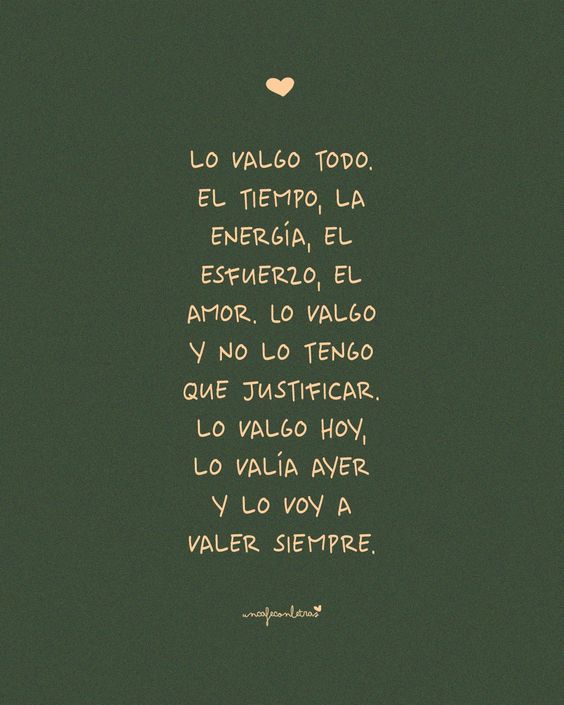 LO VALGO TODO.
EL TIEMPO, LA
ENERGÍA, EL
ESFUERZO, EL
AMOR. LO VALGO
Y NO LO TENGO
QUE JUSTIFICAR.
LO VALGO HOY,
LO VALÍA AYER
Y LO VOY A
VALER SIEMPRE.
uncafeconletras